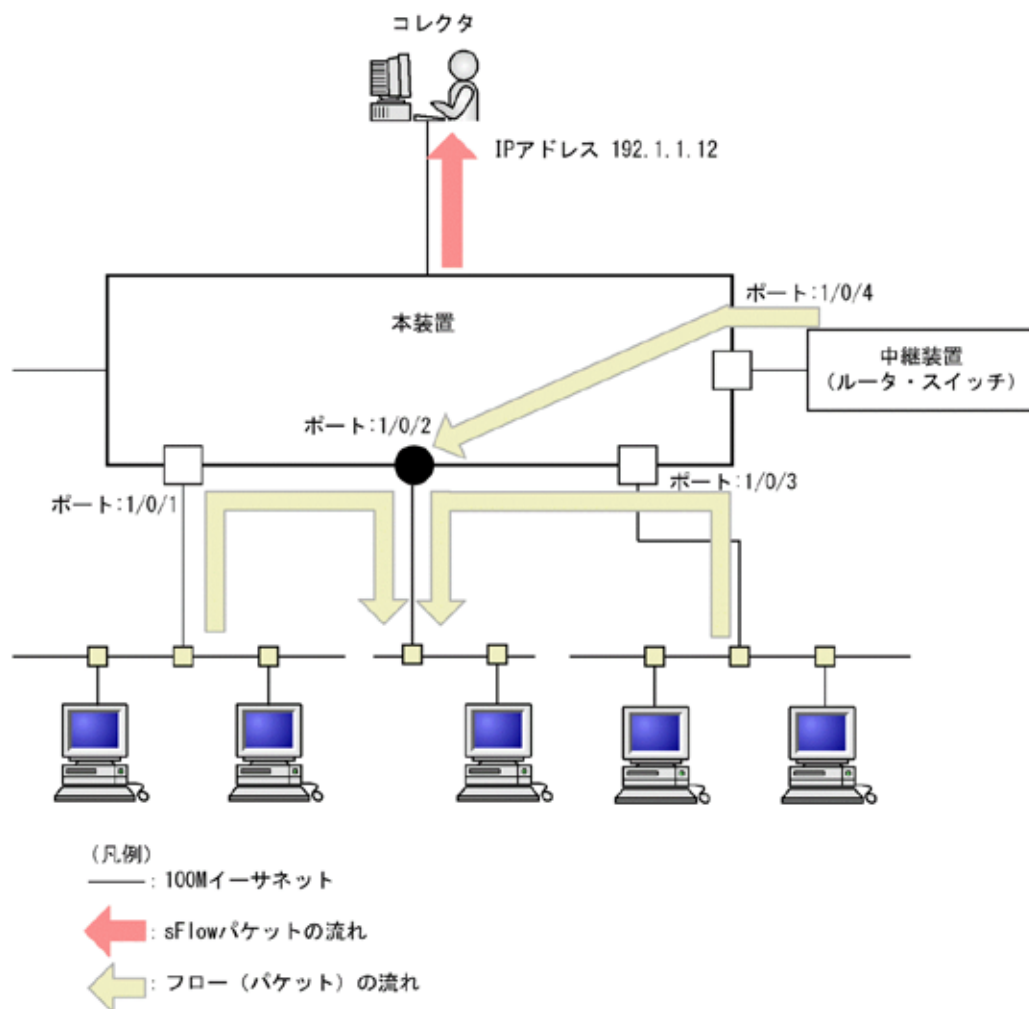 コレクタ
IPアドレス 192.1.1.12
ポート:1/0/4
本装置
中継装置
(ルータ・スイッチ)
ポート:1/0/2
ポート:1/0/1
ポート:1/0/3
(凡例)
: 100Mイーサネット
: sFlowパケットの流れ
: フロー(パケット)の流れ